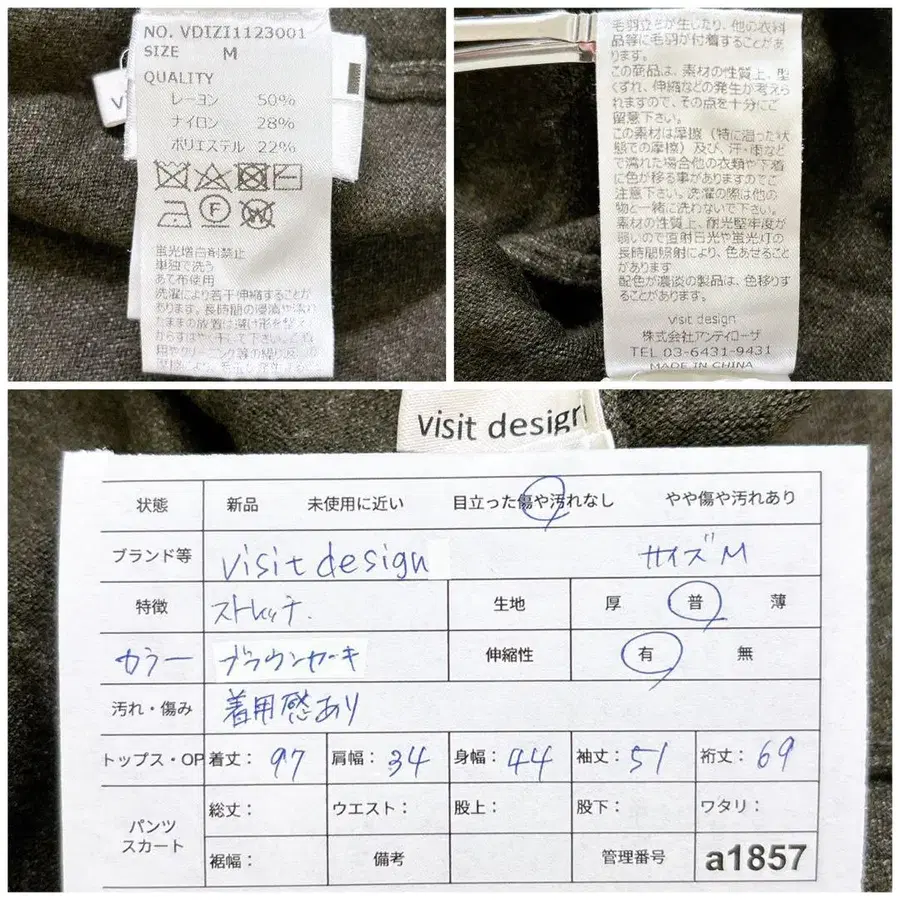 NO. VDIZI1123001
SIZE M
QUALITY
レーヨン 50%
ナイロン 28%
ポリエステル 22%
蛍光増白剤禁止
単独で洗う
あて布使用
洗濯により若干伸縮することが
あります。長時間の浸漬や濡れ
たままの放置は避け形を整え
毛羽立とが生じたり、他の衣料
品等に毛羽が付着することがあ
ります。
この商品は、素材の性質上、型
くずれ、伸縮などの発生が考えら
れますので、その点を十分にご
留意下さい。
この素材は摩擦（特に湿った状
態での摩擦）及び、汗・雨などで
濡れた場合他の衣類や下着
に色が移る事がありますのでご
注意下さい。洗濯の際は他の
物と一緒に洗わないで下さい。
素材の性質上、耐光堅牢度が
弱いので直射日光や蛍光灯の
長時間照射により、色あせること
があります。
配色が濃淡の製品は、色移りす
ることがあります。
visit design
株式会社アンティローザ
TEL 03-6431-9431
MADE IN CHINA
visit design
状態 新品 未使用に近い 目立った傷や汚れなし やや傷や汚れあり
ブランド等 visit design サイズM
特徴 ストレッチ. 生地 厚 普 薄
カラー ブラウンカーキ 伸縮性 有 無
汚れ・傷み 着用感あり
トップス・OP 着丈: 97 肩幅: 34 身幅: 44 袖丈: 51 裄丈: 69
パンツ スカート 総丈: ウエスト: 股上: 股下: ワタリ:
裾幅: 備考 管理番号 a1857